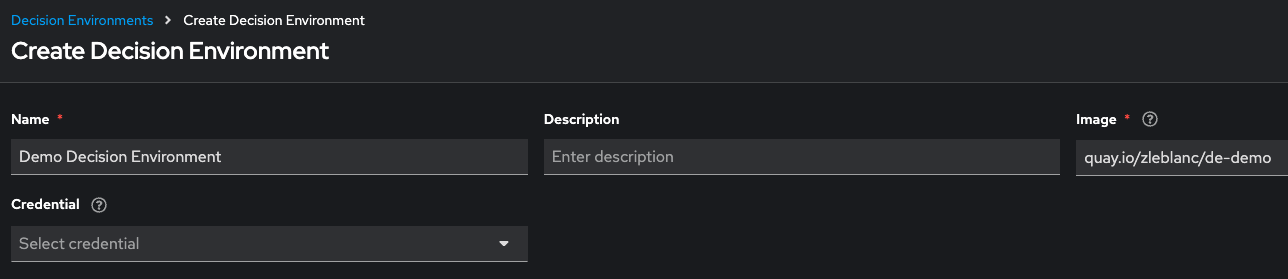 Decision Environments > Create Decision Environment
Create Decision Environment
Name * Description Image *
Demo Decision Environment Enter description quay.io/zleblanc/de-demo
Credential
Select credential